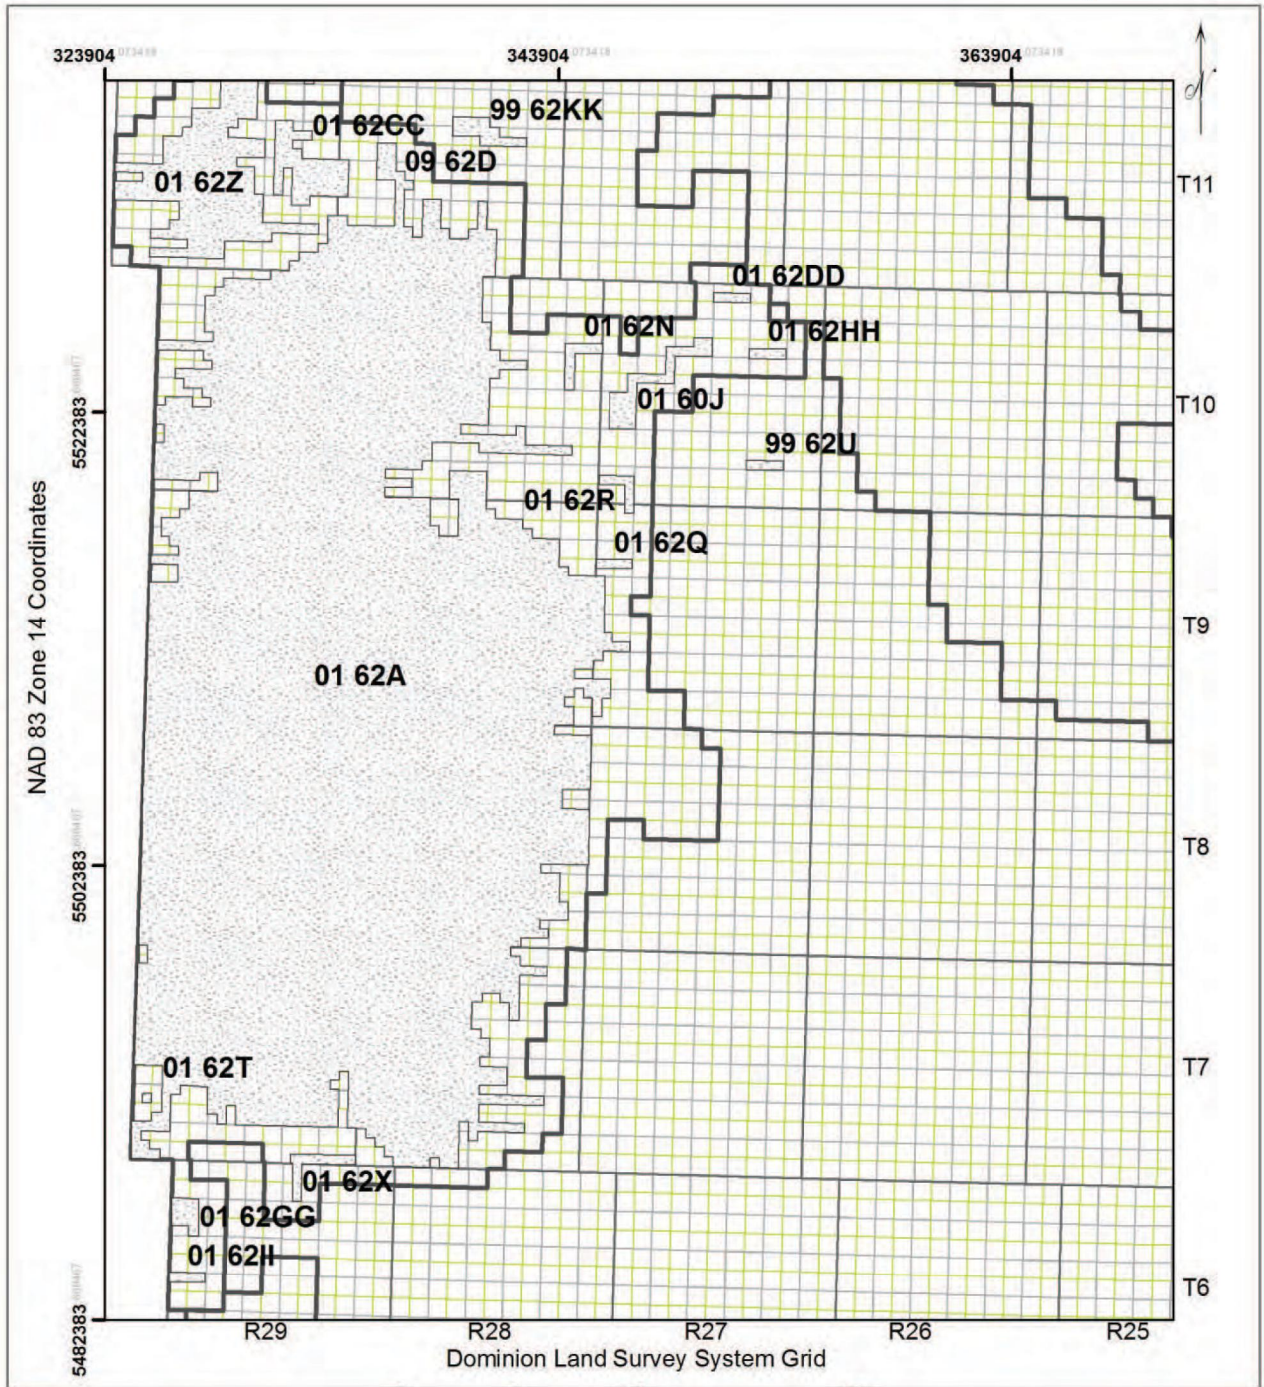 323904 073418 343904 073418 363904 073418
99 62KK
01 62CC
09 62D
01 62Z
T11
01 62DD
01 62N 01 62HH
01 60J T10
5522383
99 62U
01 62R
01 62Q
NAD 83 Zone 14 Coordinates
T9
01 62A
T8
5502383
01 62T T7
01 62X
01 62GG
01 62II
T6
5482383
R29 R28 R27 R26 R25
Dominion Land Survey System Grid